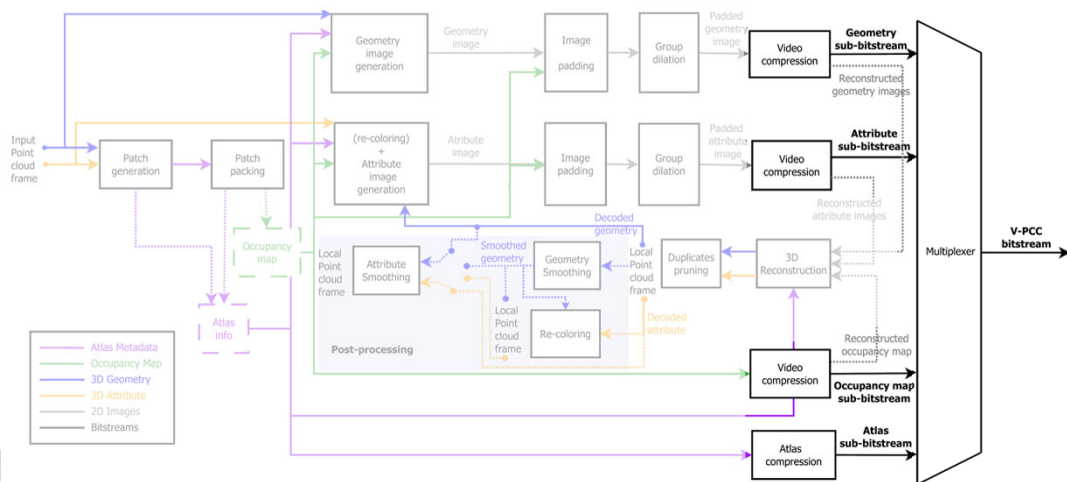 Geometry
image
generation
Geometry
image
Image
padding
Group
dilation
Padded
geometry
image
Video
compression
Geometry
sub-bitstream
Reconstructed
geometry images
Input
Point
cloud
frame
Patch
generation
Patch
packing
(re-coloring)
+
Attribute
image
generation
Atribute
image
Image
padding
Group
dilation
Padded
attribute
image
Video
compression
Attribute
sub-bitstream
Reconstructed
attribute images
Multiplexer
V-PCC
bitstream
Occupancy
map
Atlas
info
Local
Point
cloud
frame
Attribute
Smoothing
Smoothed
geometry
Geometry
Smoothing
Decoded
geometry
Local
Point
cloud
frame
Duplicates
pruning
3D
Reconstruction
Local
Point
cloud
frame
Re-coloring
Decoded
attribute
Post-processing
Reconstructed
occupancy map
Video
compression
Occupancy map
sub-bitstream
Atlas
compression
Atlas
sub-bitstream
Atlas Metadata
Occupancy Map
3D Geometry
3D Attribute
2D Images
Bitstreams